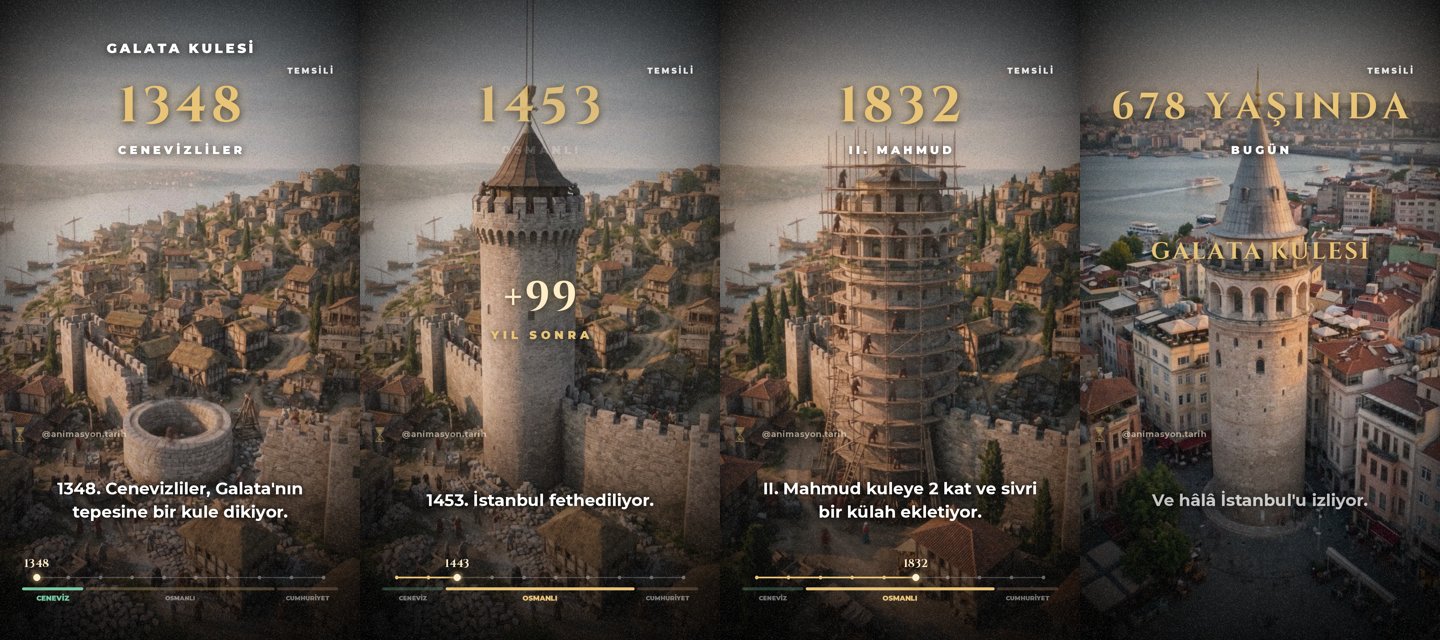 GALATA KULESİ
TEMSİLİ
1348
CENEVİZLİLER
@animasyon.tarih
1348. Cenevizliler, Galata'nın
tepesine bir kule dikiyor.
1348
CENEVİZ
OSMANLI
CUMHURİYET
TEMSİLİ
1453
OSMANLI
+99
YIL SONRA
@animasyon.tarih
1453. İstanbul fethediliyor.
1443
CENEVİZ
OSMANLI
CUMHURİYET
TEMSİLİ
1832
II. MAHMUD
@animasyon.tarih
II. Mahmud kuleye 2 kat ve sivri
bir külah ekletiyor.
1832
CENEVİZ
OSMANLI
CUMHURİYET
TEMSİLİ
678 YAŞINDA
BUGÜN
GALATA KULESİ
@animasyon.tarih
Ve hâlâ İstanbul'u izliyor.